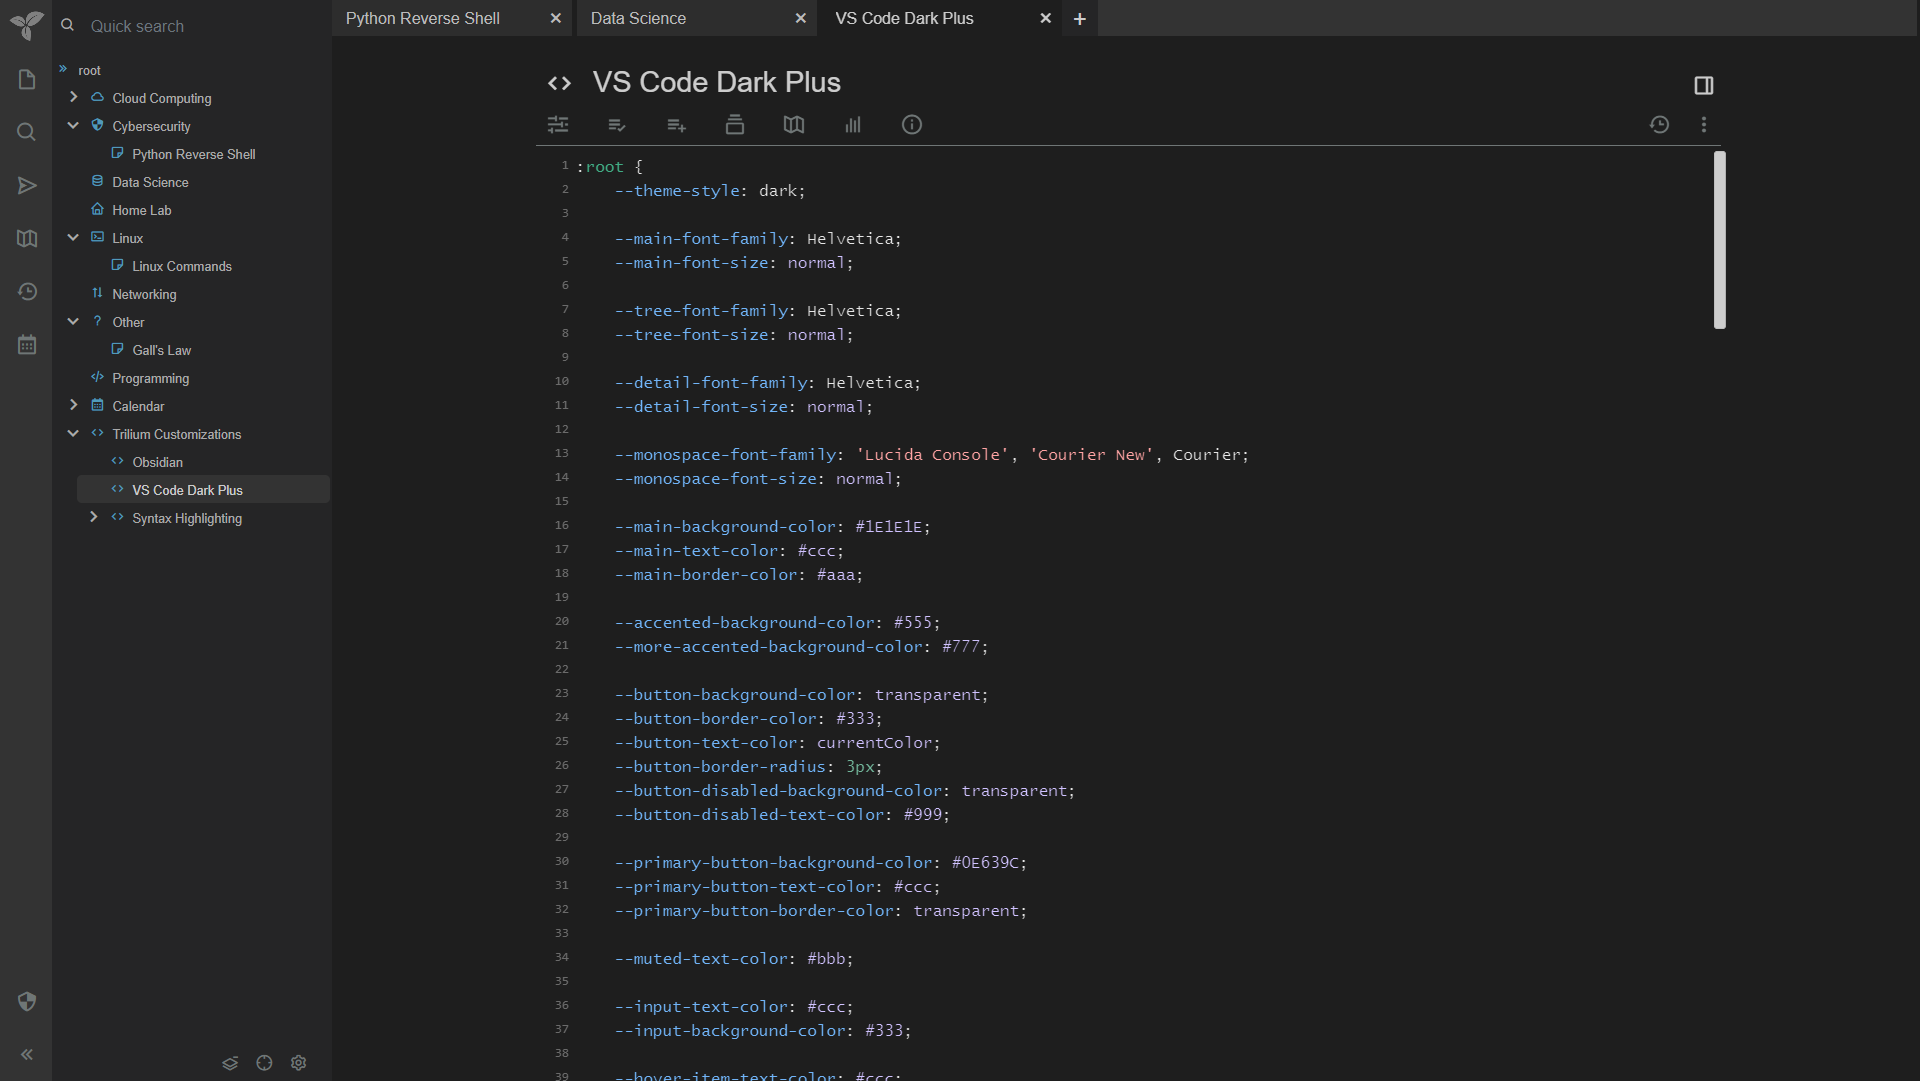 Quick search
root
Cloud Computing
Cybersecurity
Python Reverse Shell
Data Science
Home Lab
Linux
Linux Commands
Networking
Other
Gall's Law
Programming
Calendar
Trilium Customizations
Obsidian
VS Code Dark Plus
Syntax Highlighting
Python Reverse Shell
Data Science
VS Code Dark Plus
VS Code Dark Plus
1 :root {
2 --theme-style: dark;
3
4 --main-font-family: Helvetica;
5 --main-font-size: normal;
6
7 --tree-font-family: Helvetica;
8 --tree-font-size: normal;
9
10 --detail-font-family: Helvetica;
11 --detail-font-size: normal;
12
13 --monospace-font-family: 'Lucida Console', 'Courier New', Courier;
14 --monospace-font-size: normal;
15
16 --main-background-color: #1E1E1E;
17 --main-text-color: #ccc;
18 --main-border-color: #aaa;
19
20 --accented-background-color: #555;
21 --more-accented-background-color: #777;
22
23 --button-background-color: transparent;
24 --button-border-color: #333;
25 --button-text-color: currentColor;
26 --button-border-radius: 3px;
27 --button-disabled-background-color: transparent;
28 --button-disabled-text-color: #999;
29
30 --primary-button-background-color: #0E639C;
31 --primary-button-text-color: #ccc;
32 --primary-button-border-color: transparent;
33
34 --muted-text-color: #bbb;
35
36 --input-text-color: #ccc;
37 --input-background-color: #333;
38
39 --hover-item-text-color: #ccc;